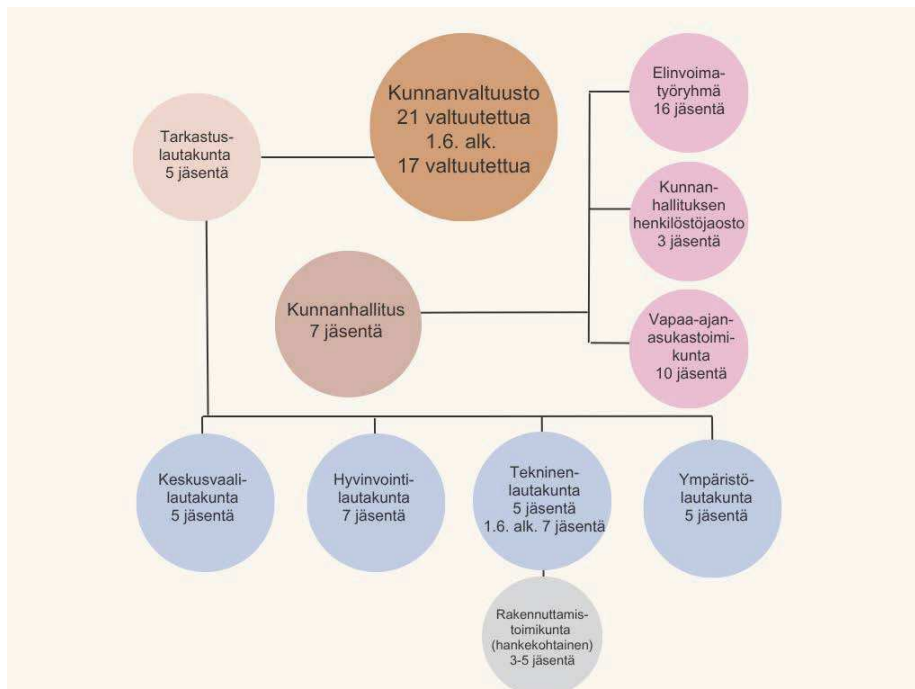 Kunnanvaltuusto
21 valtuutettua
1.6. alk.
17 valtuutettua
Tarkastus-
lautakunta
5 jäsentä
Elinvoima-
työryhmä
16 jäsentä
Kunnan-
hallituksen
henkilöstöjaosto
3 jäsentä
Kunnanhallitus
7 jäsentä
Vapaa-ajan-
asukastoimi-
kunta
10 jäsentä
Keskusvaali-
lautakunta
5 jäsentä
Hyvinvointi-
lautakunta
7 jäsentä
Tekninen-
lautakunta
5 jäsentä
1.6. alk. 7 jäsentä
Ympäristö-
lautakunta
5 jäsentä
Rakennuttamis-
toimikunta
(hankekohtainen)
3-5 jäsentä